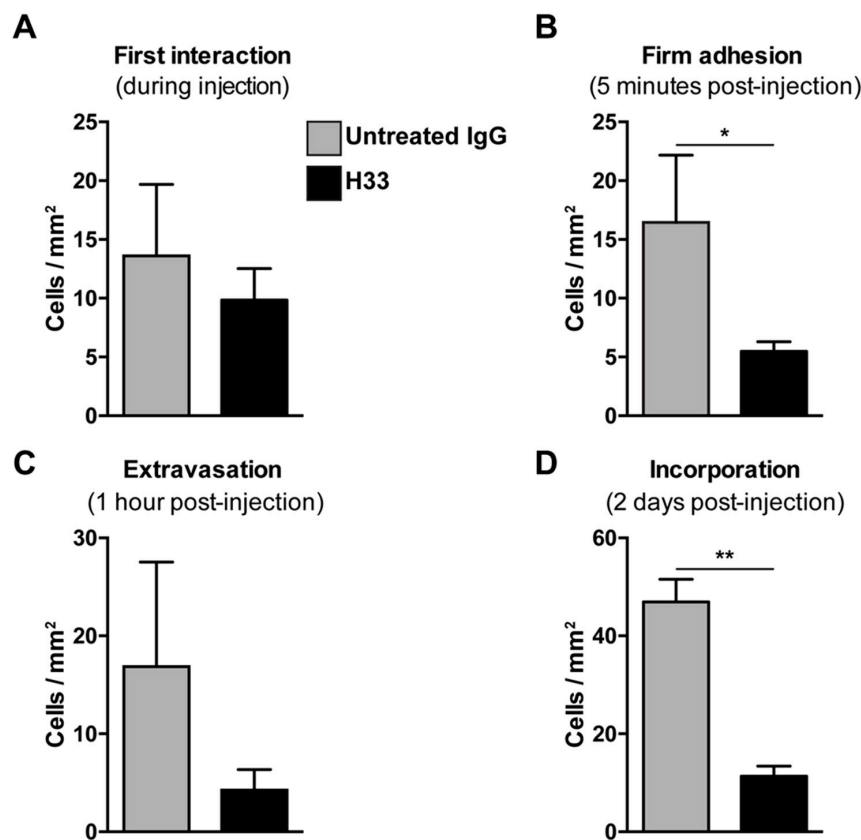 A
First interaction
(during injection)
25
20
15
10
5
0
Cells / mm²
Untreated IgG
H33
B
Firm adhesion
(5 minutes post-injection)
25
20
15
10
5
0
Cells / mm²
*
C
Extravasation
(1 hour post-injection)
30
20
10
0
Cells / mm²
D
Incorporation
(2 days post-injection)
60
40
20
0
Cells / mm²
**